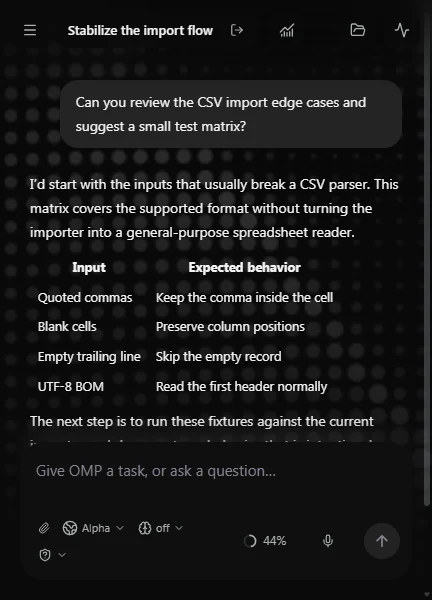 Stabilize the import flow
Can you review the CSV import edge cases and
suggest a small test matrix?
I'd start with the inputs that usually break a CSV parser. This
matrix covers the supported format without turning the
importer into a general-purpose spreadsheet reader.
Input Expected behavior
Quoted commas Keep the comma inside the cell
Blank cells Preserve column positions
Empty trailing line Skip the empty record
UTF-8 BOM Read the first header normally
The next step is to run these fixtures against the current
Give OMP a task, or ask a question...
Alpha off
44%